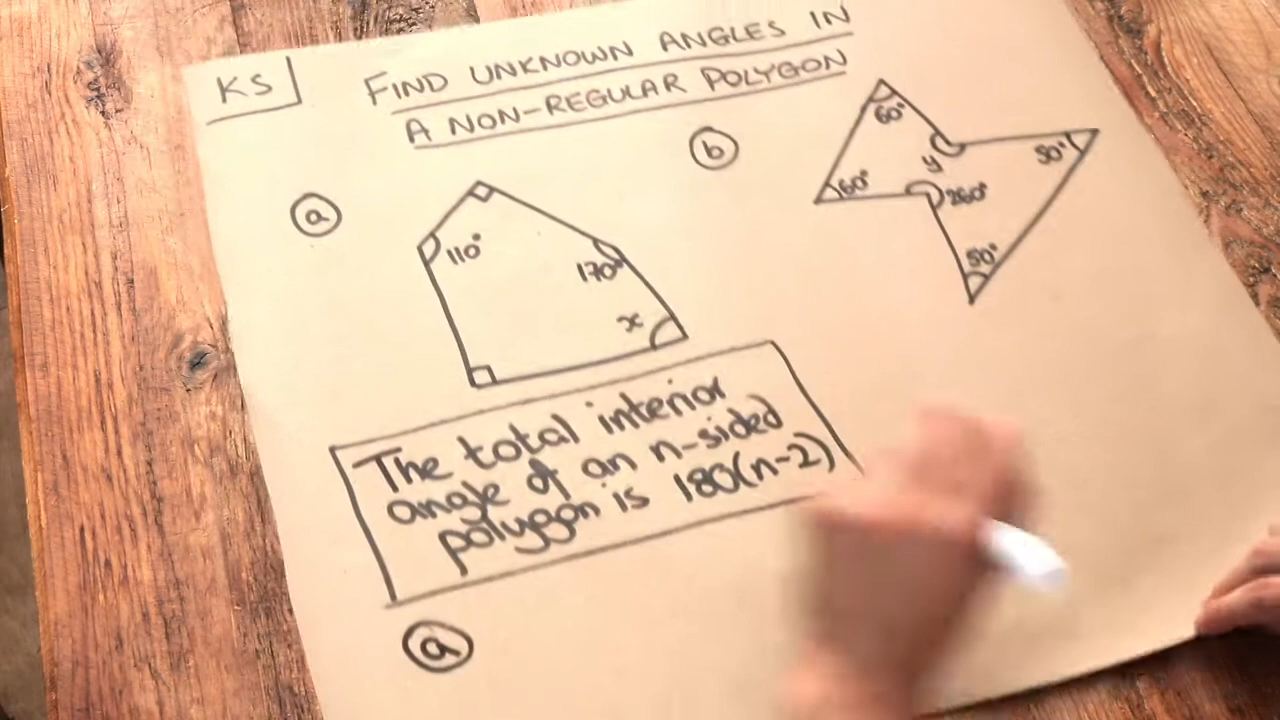 KS
FIND UNKNOWN ANGLES IN
A NON-REGULAR POLYGON
a
110°
170°
x
b
60°
60°
y
50°
260°
50°
The total interior
angle of an n-sided
polygon is 180(n-2)
a